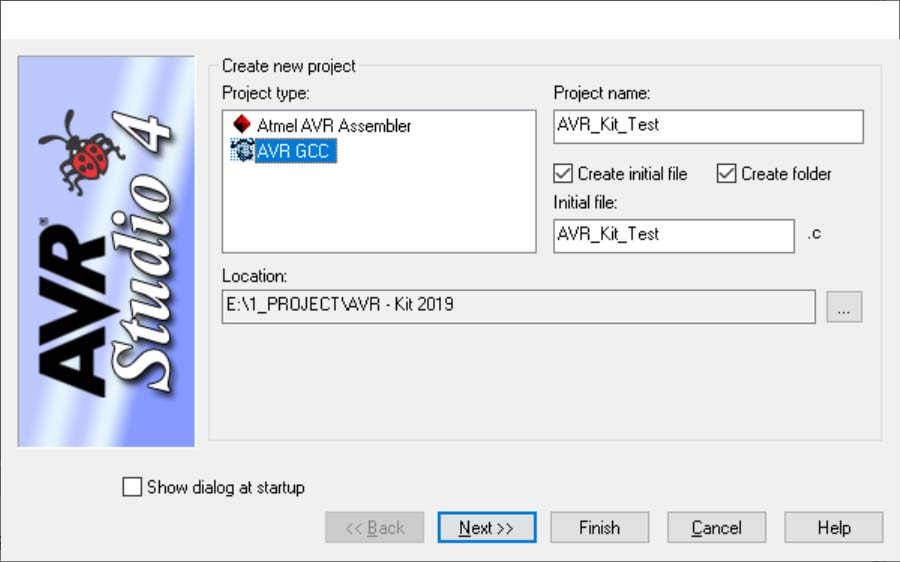 AVR®
Studio 4
Create new project
Project type:
Atmel AVR Assembler
AVR GCC
Project name:
AVR_Kit_Test
Create initial file
Create folder
Initial file:
AVR_Kit_Test
.c
Location:
E:\1_PROJECT\AVR - Kit 2019
...
Show dialog at startup
<< Back
Next >>
Finish
Cancel
Help